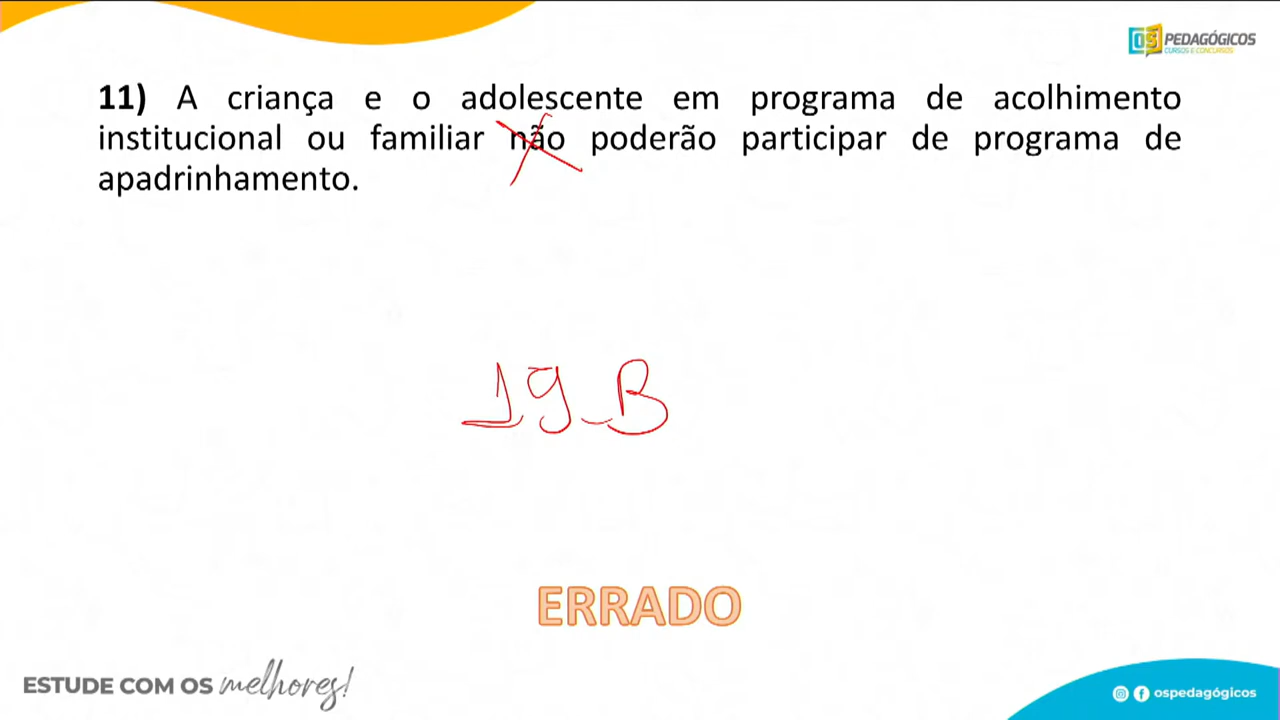 OS PEDAGÓGICOS
CURSOS E CONCURSOS
11) A criança e o adolescente em programa de acolhimento
institucional ou familiar não poderão participar de programa de
apadrinhamento.
19-B
ERRADO
ESTUDE COM OS melhores!
ospedagógicos